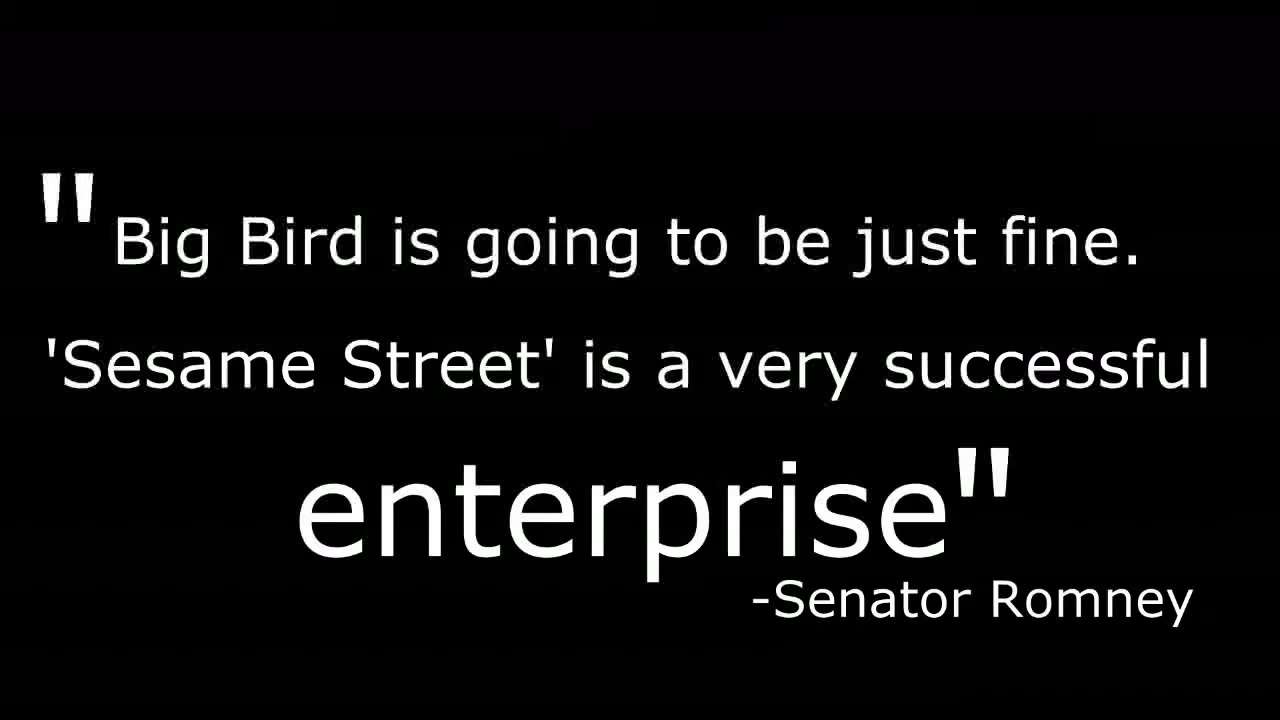 "Big Bird is going to be just fine.
'Sesame Street' is a very successful
enterprise"
-Senator Romney